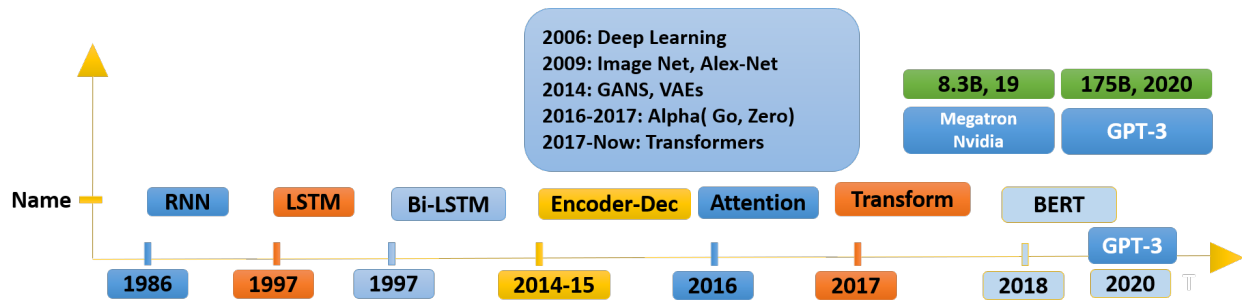 2006: Deep Learning
2009: Image Net, Alex-Net
2014: GANS, VAEs
2016-2017: Alpha( Go, Zero)
2017-Now: Transformers
8.3B, 19
175B, 2020
Megatron
Nvidia
GPT-3
Name
RNN
LSTM
Bi-LSTM
Encoder-Dec
Attention
Transform
BERT
GPT-3
1986
1997
1997
2014-15
2016
2017
2018
2020
T